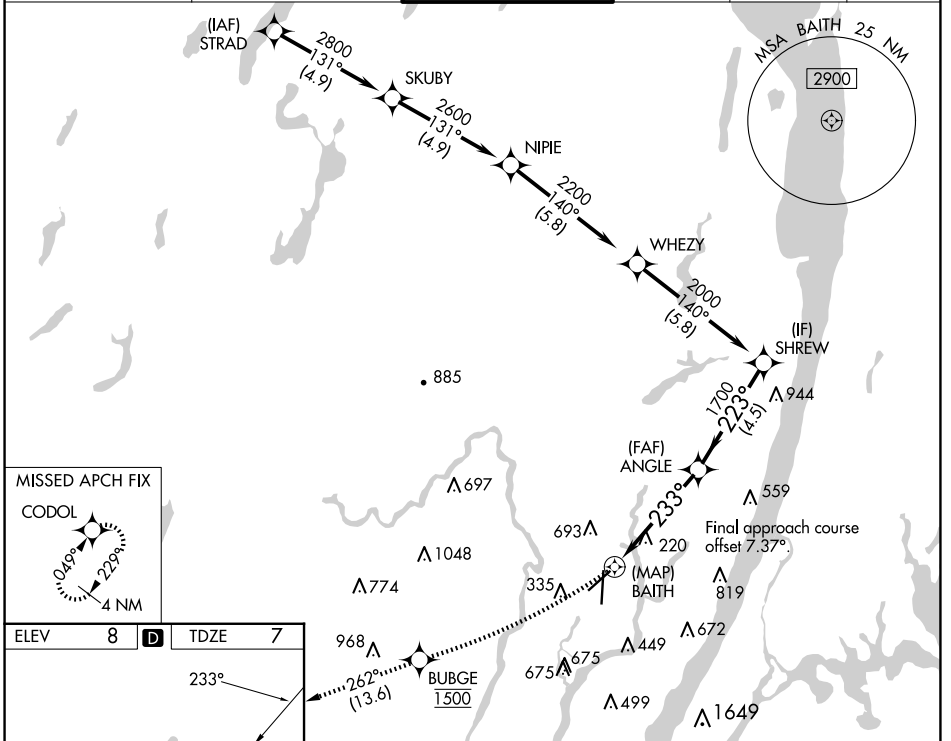 (IAF)
STRAD
2800
131°
(4.9)
SKUBY
2600
131°
(4.9)
NIPIE
2200
140°
(5.8)
WHEZY
2000
140°
(5.8)
(IF)
SHREW
MSA BAITH 25 NM
2900
944
1700
223°
(4.5)
(FAF)
ANGLE
233°
885
697
559
693
220
Final approach course
offset 7.37°.
1048
774
335
(MAP)
BAITH
819
672
449
675
675
968
BUBGE
1500
262°
(13.6)
499
1649
MISSED APCH FIX
CODOL
049°
229°
4 NM
ELEV 8 D TDZE 7
233°